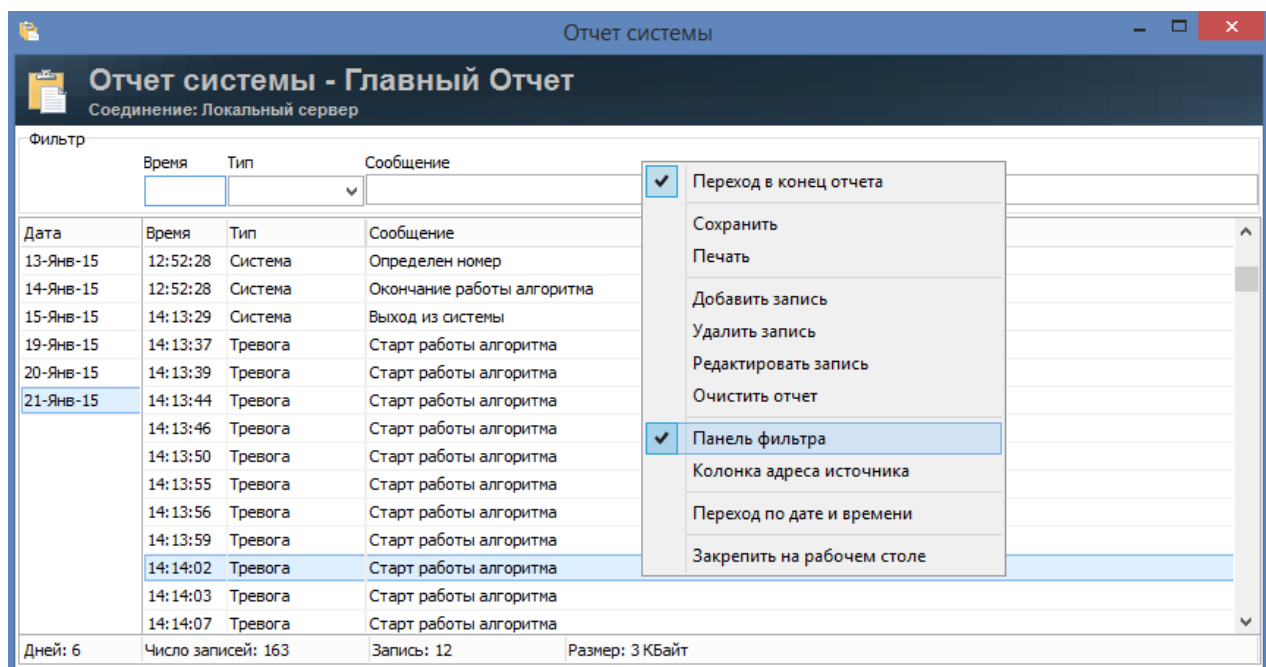 Отчет системы
Отчет системы - Главный Отчет
Соединение: Локальный сервер
Фильтр
Время Тип Сообщение
Дата Время Тип Сообщение
13-Янв-15 12:52:28 Система Определен номер
14-Янв-15 12:52:28 Система Окончание работы алгоритма
15-Янв-15 14:13:29 Система Выход из системы
19-Янв-15 14:13:37 Тревога Старт работы алгоритма
20-Янв-15 14:13:39 Тревога Старт работы алгоритма
21-Янв-15 14:13:44 Тревога Старт работы алгоритма
14:13:46 Тревога Старт работы алгоритма
14:13:50 Тревога Старт работы алгоритма
14:13:55 Тревога Старт работы алгоритма
14:13:56 Тревога Старт работы алгоритма
14:13:59 Тревога Старт работы алгоритма
14:14:02 Тревога Старт работы алгоритма
14:14:03 Тревога Старт работы алгоритма
14:14:07 Тревога Старт работы алгоритма
Переход в конец отчета
Сохранить
Печать
Добавить запись
Удалить запись
Редактировать запись
Очистить отчет
Панель фильтра
Колонка адреса источника
Переход по дате и времени
Закрепить на рабочем столе
Дней: 6 Число записей: 163 Запись: 12 Размер: 3 КБайт